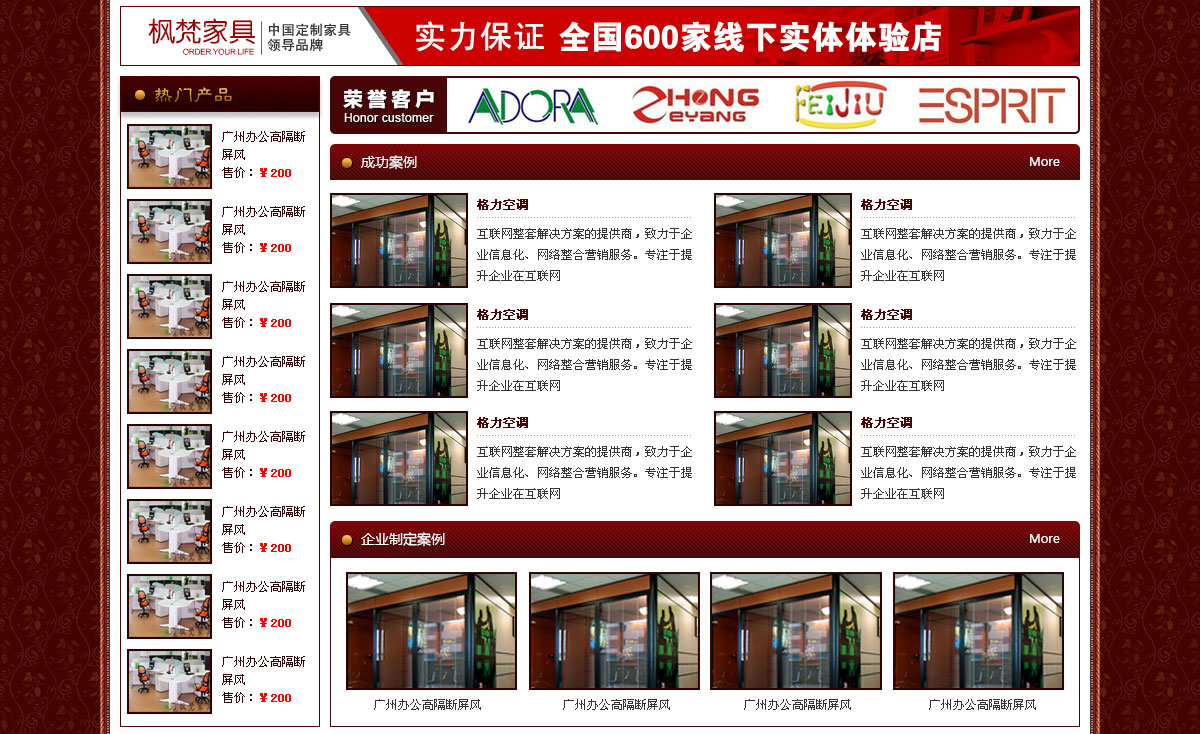 枫梵家具
ORDER YOUR LIFE
中国定制家具
领导品牌
实力保证 全国600家线下实体体验店
热门产品
广州办公高隔断
屏风
售价：¥200
广州办公高隔断
屏风
售价：¥200
广州办公高隔断
屏风
售价：¥200
广州办公高隔断
屏风
售价：¥200
广州办公高隔断
屏风
售价：¥200
广州办公高隔断
屏风
售价：¥200
广州办公高隔断
屏风
售价：¥200
广州办公高隔断
屏风
售价：¥200
荣誉客户
Honor customer
ADORA
ZHONG
eyANG
FEIJIU
ESPRIT
成功案例 More
格力空调
互联网整套解决方案的提供商，致力于企
业信息化、网络整合营销服务。专注于提
升企业在互联网
格力空调
互联网整套解决方案的提供商，致力于企
业信息化、网络整合营销服务。专注于提
升企业在互联网
格力空调
互联网整套解决方案的提供商，致力于企
业信息化、网络整合营销服务。专注于提
升企业在互联网
格力空调
互联网整套解决方案的提供商，致力于企
业信息化、网络整合营销服务。专注于提
升企业在互联网
格力空调
互联网整套解决方案的提供商，致力于企
业信息化、网络整合营销服务。专注于提
升企业在互联网
格力空调
互联网整套解决方案的提供商，致力于企
业信息化、网络整合营销服务。专注于提
升企业在互联网
企业制定案例 More
广州办公高隔断屏风
广州办公高隔断屏风
广州办公高隔断屏风
广州办公高隔断屏风